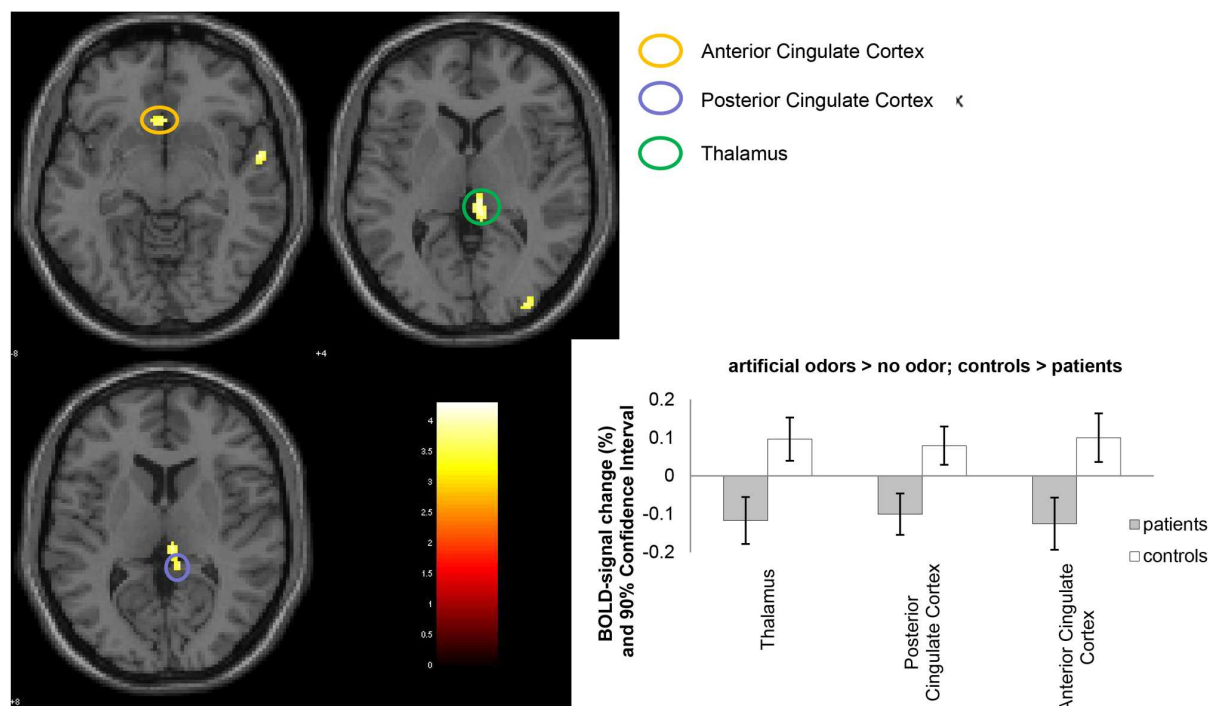 Anterior Cingulate Cortex
Posterior Cingulate Cortex
Thalamus
-8
+4
+8
4
3.5
3
2.5
2
1.5
1
0.5
0
artificial odors > no odor; controls > patients
BOLD-signal change (%)
and 90% Confidence Interval
0.2
0.1
0
-0.1
-0.2
Thalamus
Posterior
Cingulate Cortex
Anterior Cingulate
Cortex
patients
controls